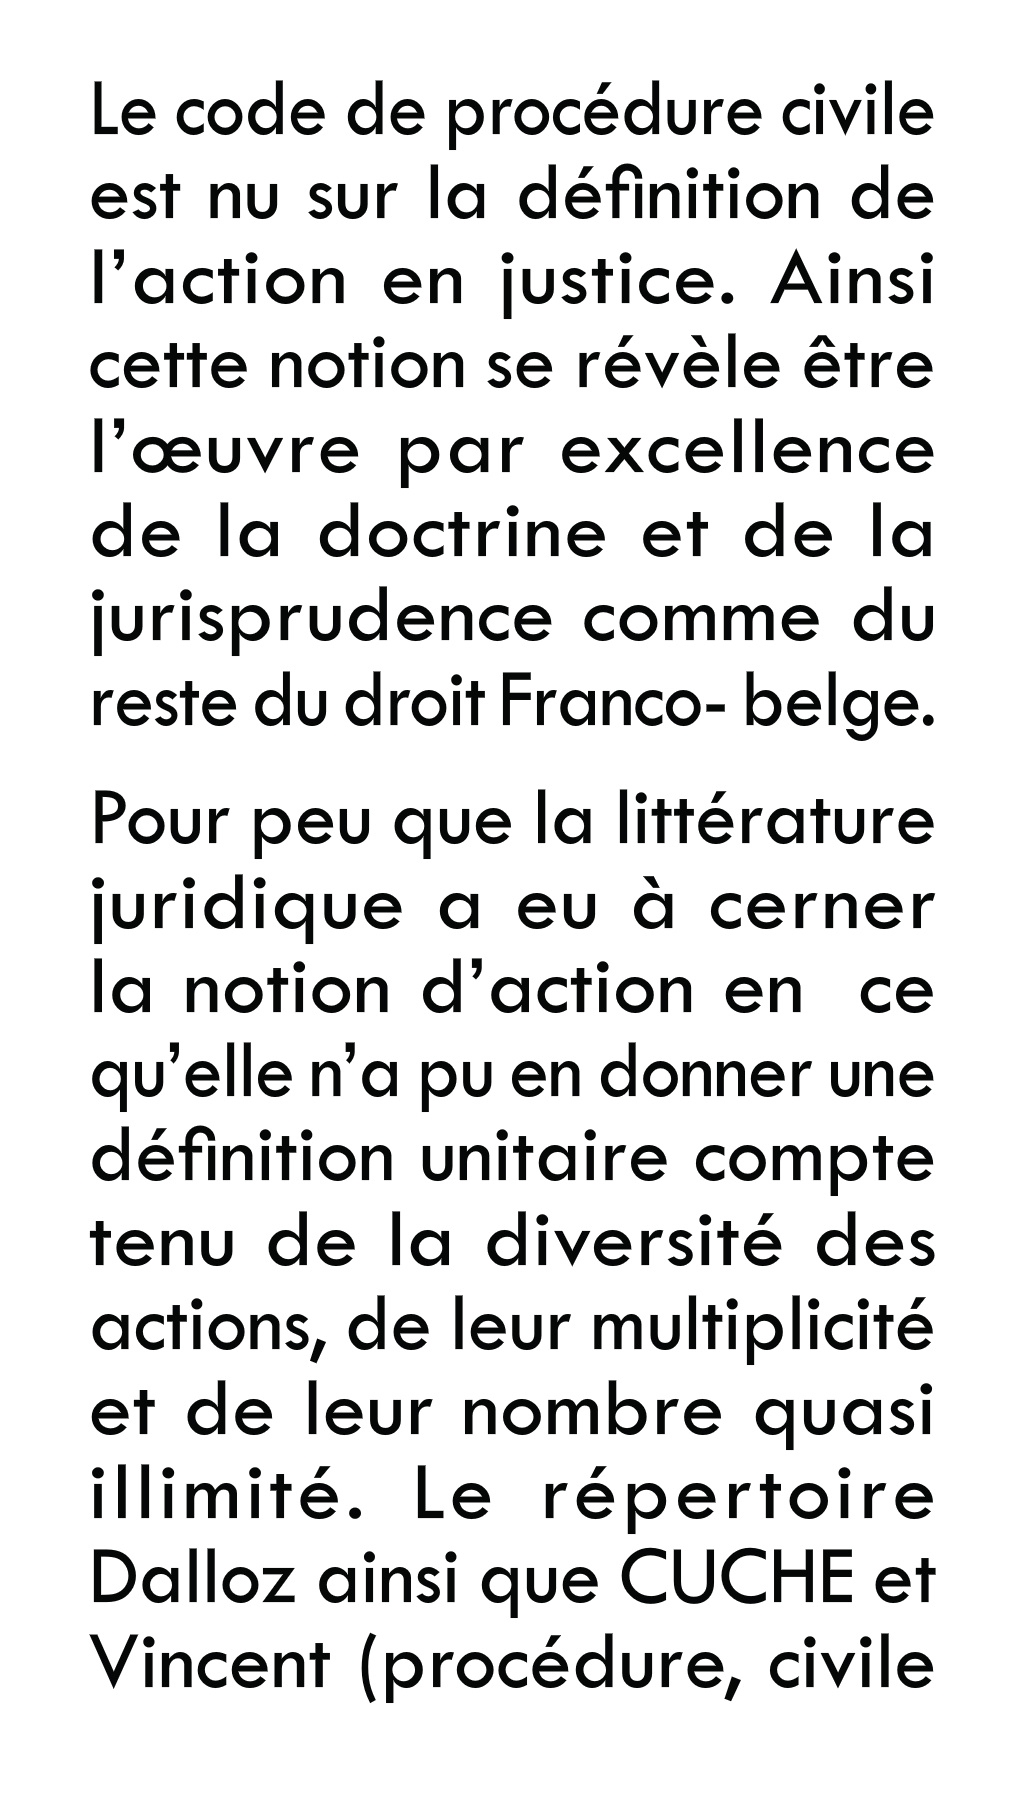 Le code de procédure civile
est nu sur la définition de
l’action en justice. Ainsi
cette notion se révèle être
l’œuvre par excellence
de la doctrine et de la
jurisprudence comme du
reste du droit Franco- belge.
Pour peu que la littérature
juridique a eu à cerner
la notion d’action en  ce
qu’elle n’a pu en donner une
définition unitaire compte
tenu de la diversité des
actions, de leur multiplicité
et de leur nombre quasi
illimité. Le répertoire
Dalloz ainsi que CUCHE et
Vincent (procédure, civile